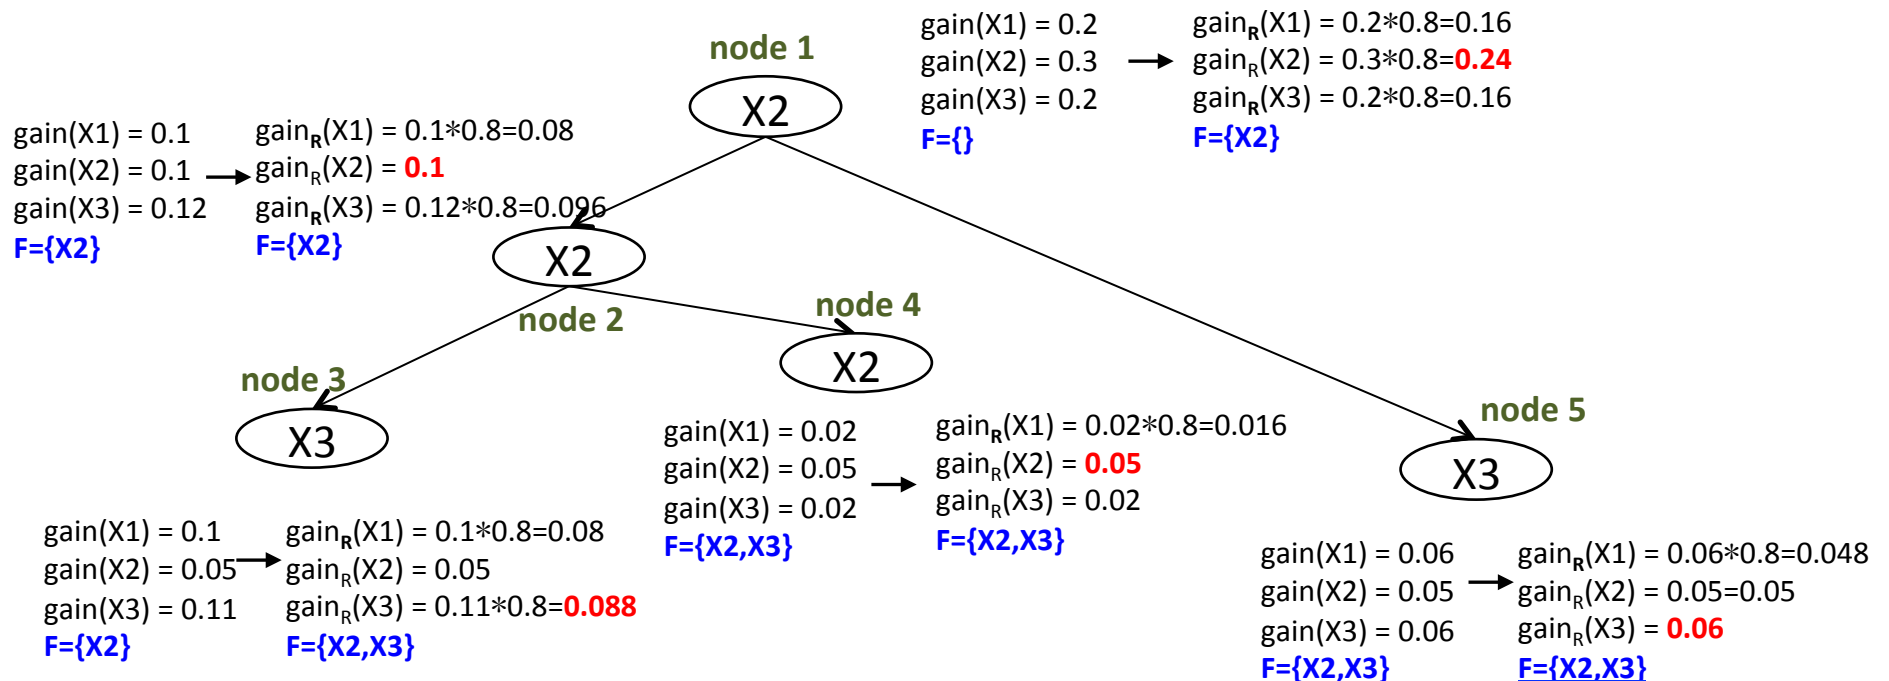 node 1
X2
gain(X1) = 0.2
gain(X2) = 0.3
gain(X3) = 0.2
F={}
gainR(X1) = 0.2*0.8=0.16
gainR(X2) = 0.3*0.8=0.24
gainR(X3) = 0.2*0.8=0.16
F={X2}
gain(X1) = 0.1
gain(X2) = 0.1
gain(X3) = 0.12
F={X2}
gainR(X1) = 0.1*0.8=0.08
gainR(X2) = 0.1
gainR(X3) = 0.12*0.8=0.096
F={X2}
X2
node 2
node 3
X3
gain(X1) = 0.1
gain(X2) = 0.05
gain(X3) = 0.11
F={X2}
gainR(X1) = 0.1*0.8=0.08
gainR(X2) = 0.05
gainR(X3) = 0.11*0.8=0.088
F={X2,X3}
node 4
X2
gain(X1) = 0.02
gain(X2) = 0.05
gain(X3) = 0.02
F={X2,X3}
gainR(X1) = 0.02*0.8=0.016
gainR(X2) = 0.05
gainR(X3) = 0.02
F={X2,X3}
node 5
X3
gain(X1) = 0.06
gain(X2) = 0.05
gain(X3) = 0.06
F={X2,X3}
gainR(X1) = 0.06*0.8=0.048
gainR(X2) = 0.05=0.05
gainR(X3) = 0.06
F={X2,X3}